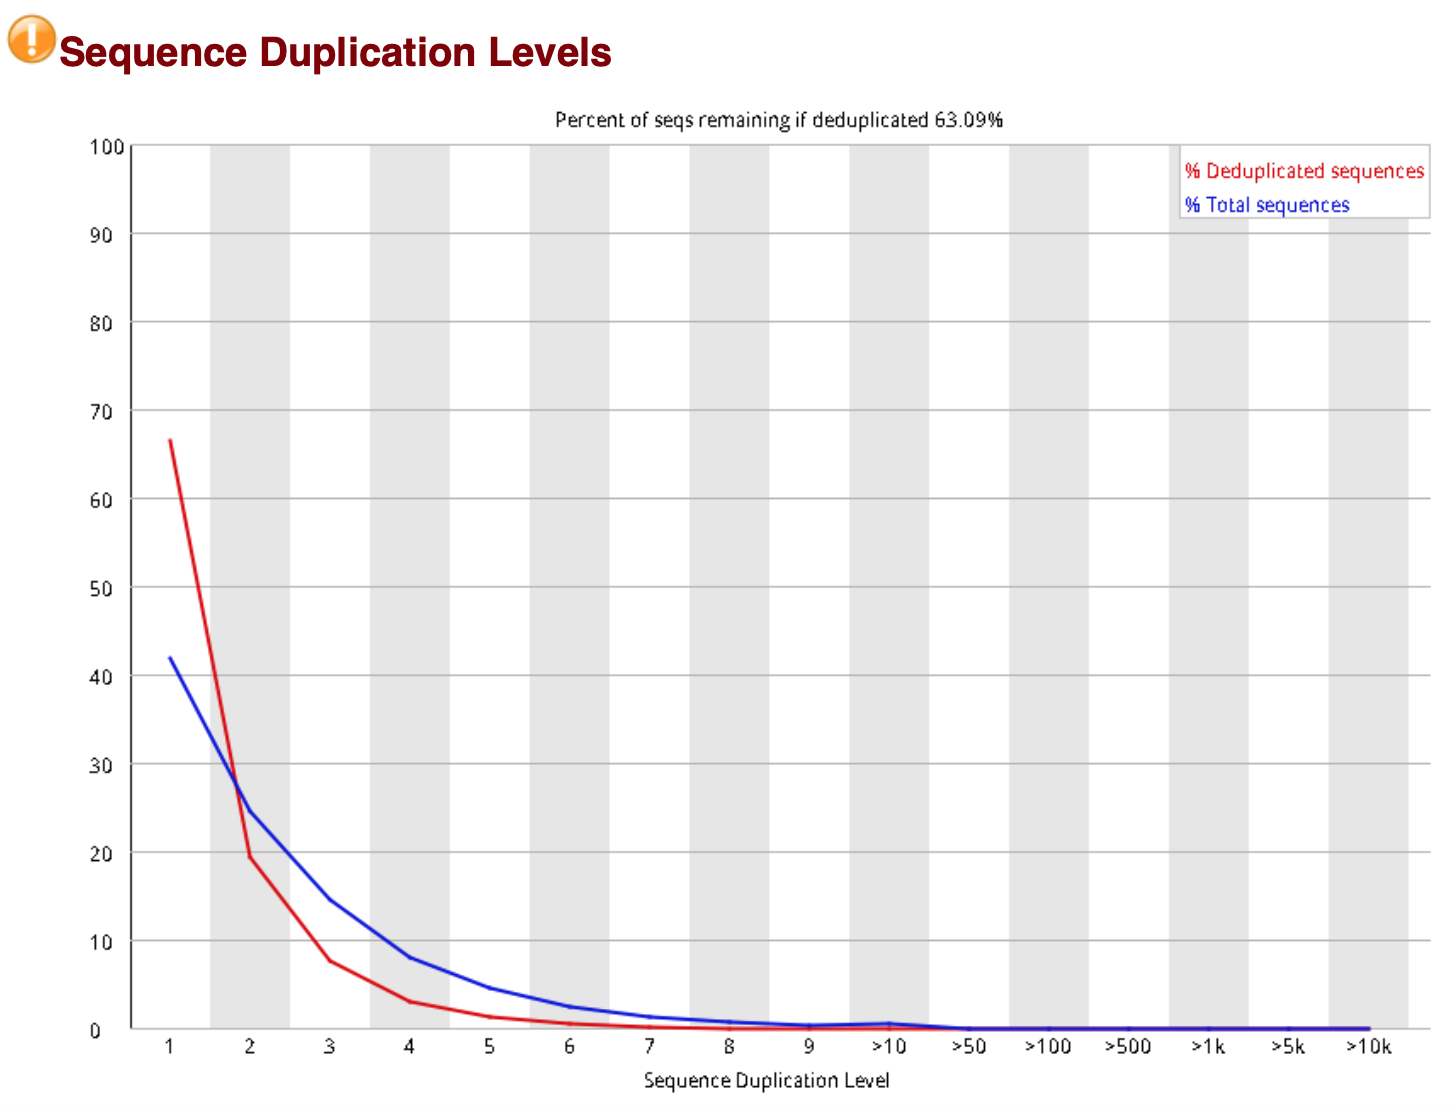 Sequence Duplication Levels
Percent of seqs remaining if deduplicated 63.09%
% Deduplicated sequences
% Total sequences
100
90
80
70
60
50
40
30
20
10
0
1 2 3 4 5 6 7 8 9 >10 >50 >100 >500 >1k >5k >10k
Sequence Duplication Level